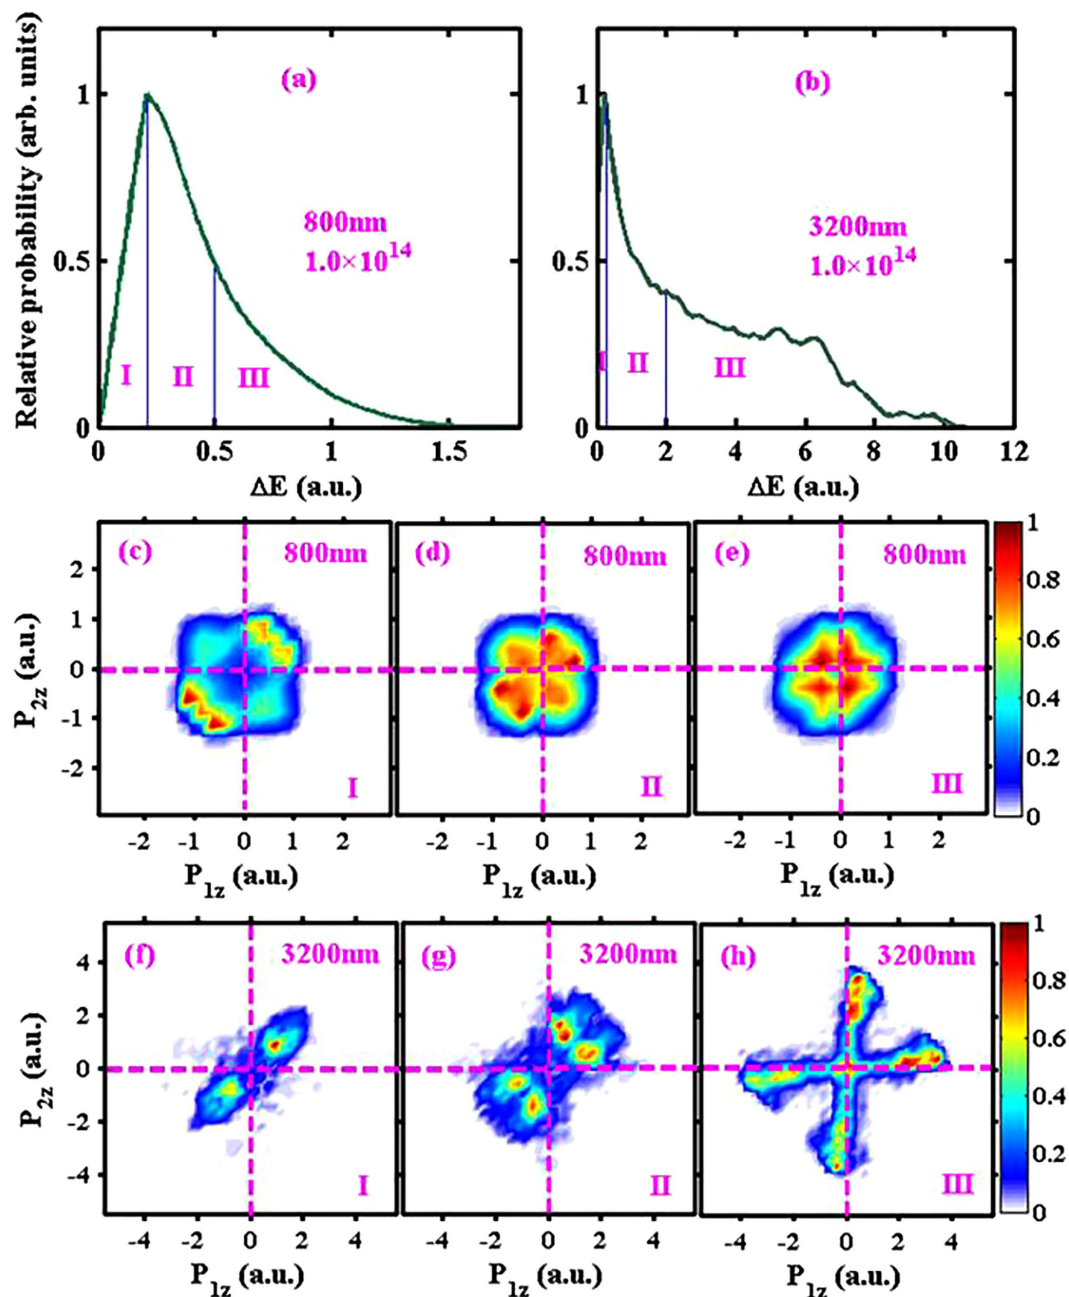 Relative probability (arb. units)
(a)
800nm
1.0×10¹⁴
I II III
1
0.5
0
0 0.5 1 1.5
ΔE (a.u.)
(b)
3200nm
1.0×10¹⁴
I II III
1
0.5
0
0 2 4 6 8 10 12
ΔE (a.u.)
P₂z (a.u.)
2
1
0
-1
-2
(c) 800nm
I
-2 -1 0 1 2
P₁z (a.u.)
(d) 800nm
II
-2 -1 0 1 2
P₁z (a.u.)
(e) 800nm
III
-2 -1 0 1 2
P₁z (a.u.)
1
0.8
0.6
0.4
0.2
0
P₂z (a.u.)
4
2
0
-2
-4
(f) 3200nm
I
-4 -2 0 2 4
P₁z (a.u.)
(g) 3200nm
II
-4 -2 0 2 4
P₁z (a.u.)
(h) 3200nm
III
-4 -2 0 2 4
P₁z (a.u.)
1
0.8
0.6
0.4
0.2
0